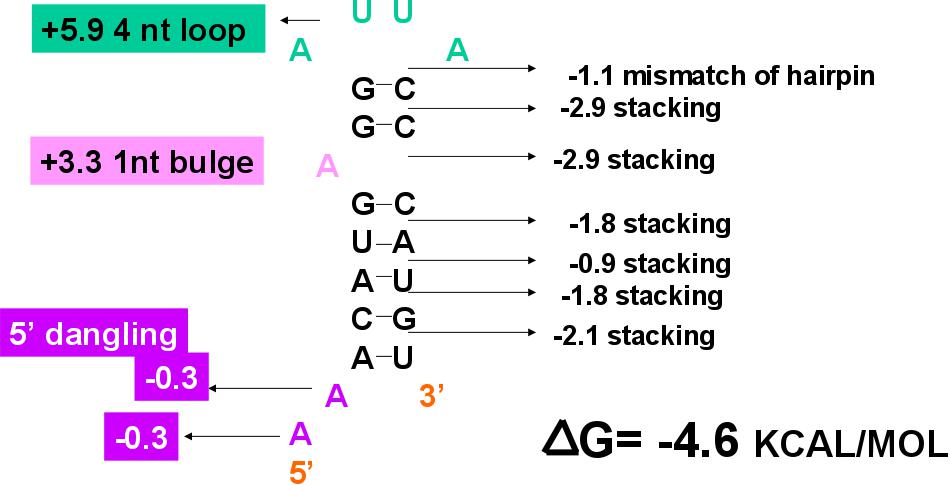 U U
+5.9 4 nt loop
A A
-1.1 mismatch of hairpin
G-C
-2.9 stacking
G-C
+3.3 1nt bulge
A
-2.9 stacking
G-C
-1.8 stacking
U-A
-0.9 stacking
A-U
-1.8 stacking
C-G
5' dangling
-2.1 stacking
A-U
-0.3
A
3'
-0.3
A
5'
ΔG= -4.6 KCAL/MOL